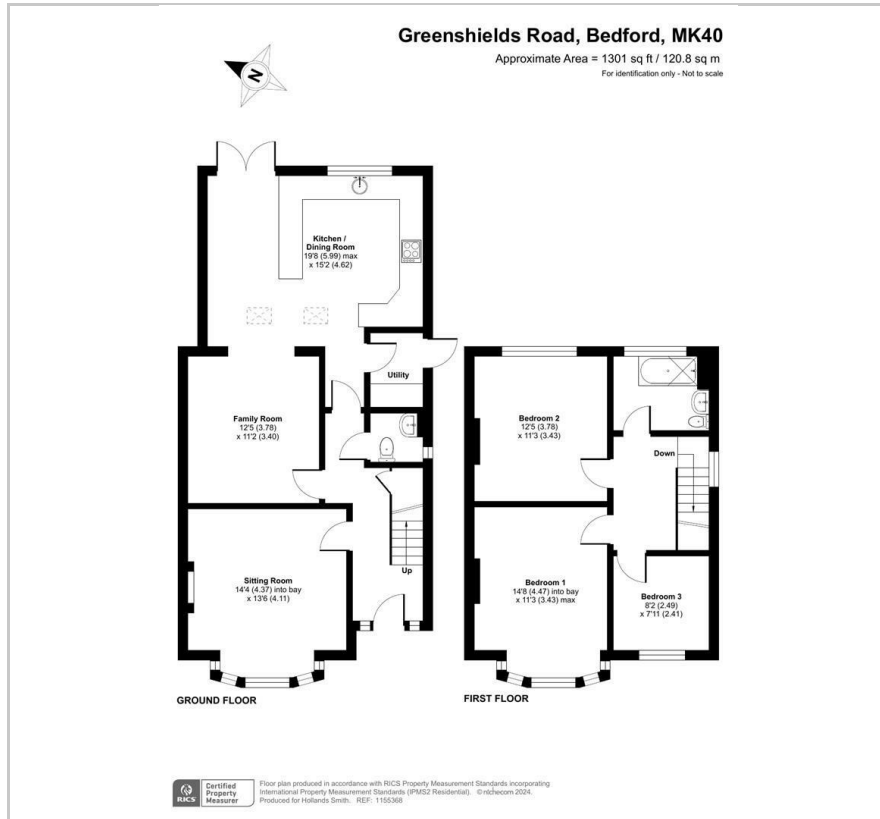 Greenshields Road, Bedford, MK40
Approximate Area = 1301 sq ft / 120.8 sq m
For identification only - Not to scale
N
Kitchen /
Dining Room
19'8 (5.99) max
x 15'2 (4.62)
Utility
Family Room
12'5 (3.78)
x 11'2 (3.40)
Sitting Room
14'4 (4.37) into bay
x 13'6 (4.11)
Up
GROUND FLOOR
Bedroom 2
12'5 (3.78)
x 11'3 (3.43)
Down
Bedroom 1
14'8 (4.47) into bay
x 11'3 (3.43) max
Bedroom 3
8'2 (2.49)
x 7'11 (2.41)
FIRST FLOOR
RICS
Certified
Property
Measurer
Floor plan produced in accordance with RICS Property Measurement Standards incorporating
International Property Measurement Standards (IPMS2 Residential). © nichecom 2024.
Produced for Hollands Smith. REF: 1155368